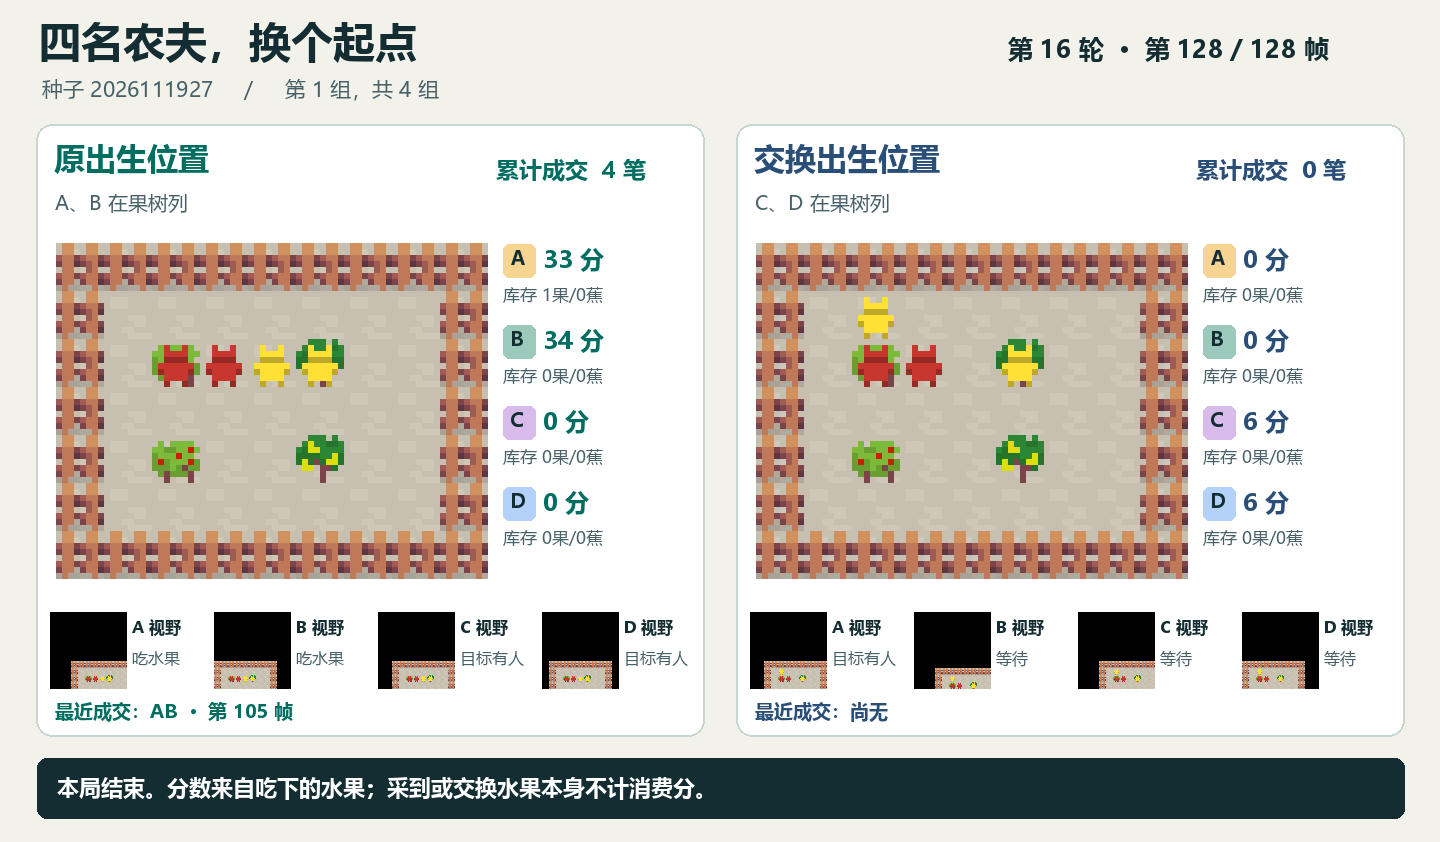 四名农夫，换个起点
第 16 轮 • 第 128 / 128 帧
种子 2026111927 / 第 1 组，共 4 组
原出生位置
累计成交 4 笔
A、B 在果树列
A 33 分
库存 1果/0蕉
B 34 分
库存 0果/0蕉
C 0 分
库存 0果/0蕉
D 0 分
库存 0果/0蕉
A 视野
吃水果
B 视野
吃水果
C 视野
目标有人
D 视野
目标有人
最近成交：AB • 第 105 帧
交换出生位置
累计成交 0 笔
C、D 在果树列
A 0 分
库存 0果/0蕉
B 0 分
库存 0果/0蕉
C 6 分
库存 0果/0蕉
D 6 分
库存 0果/0蕉
A 视野
目标有人
B 视野
等待
C 视野
等待
D 视野
等待
最近成交：尚无
本局结束。分数来自吃下的水果；采到或交换水果本身不计消费分。